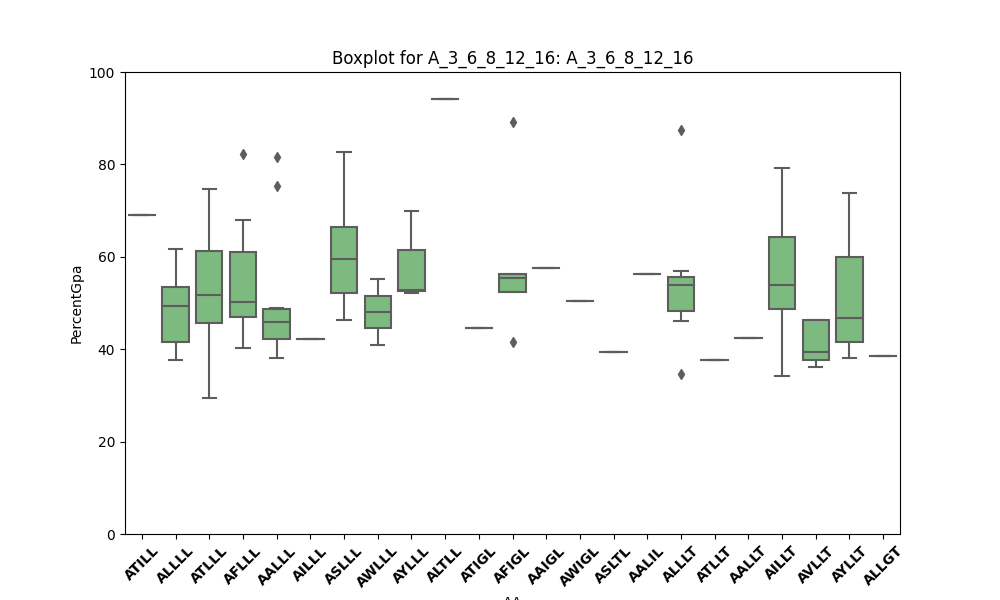 Boxplot for A_3_6_8_12_16: A_3_6_8_12_16
100
80
60
40
20
0
PercentGpa
ATILL ALLLL ATLLL AFLLL AALLL AILLL ASLLL AWLLL AYLLL ALTLL ATIGL AFIGL AAIGL AWIGL ASLTL AALIL ALLLT ATLLT AALLT AILLT AVLLT AYLLT ALLGT